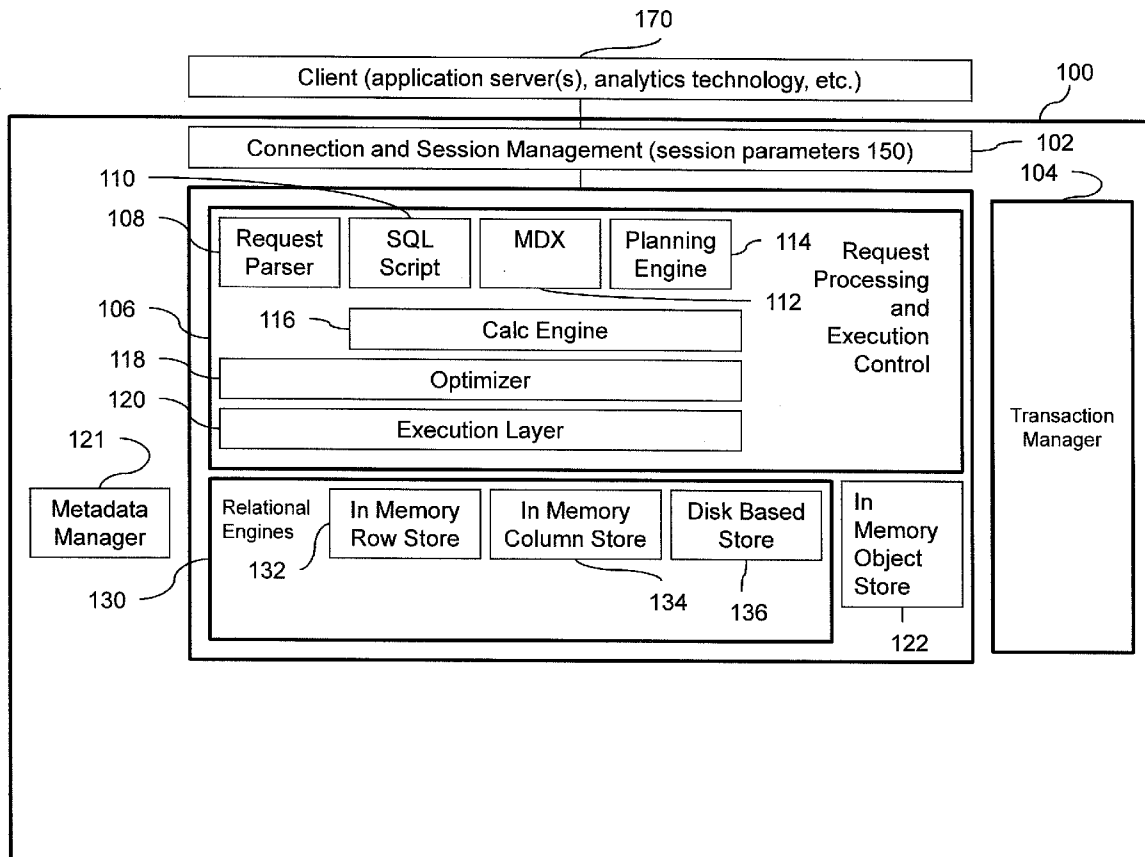 170
Client (application server(s), analytics technology, etc.)
100
Connection and Session Management (session parameters 150)
102
110
104
108
Request
Parser
SQL
Script
MDX
Planning
Engine
114
Request
Processing
and
Execution
Control
112
106
116
Calc Engine
118
Optimizer
120
Execution Layer
Transaction
Manager
121
Metadata
Manager
Relational
Engines
In Memory
Row Store
In Memory
Column Store
Disk Based
Store
In
Memory
Object
Store
132
130
134
136
122